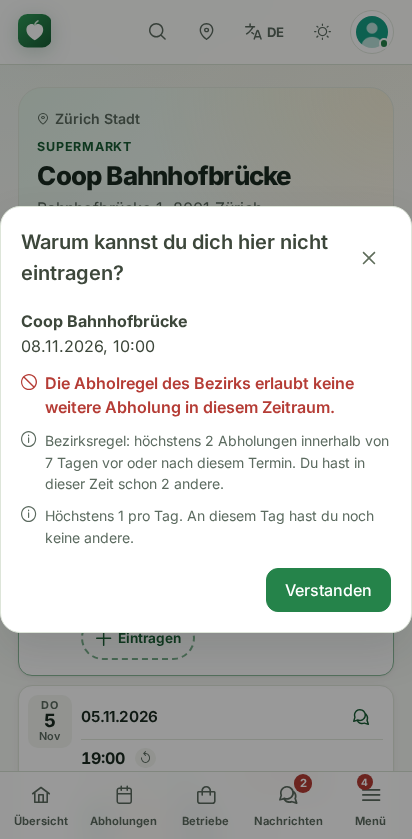 DE
Zürich Stadt
SUPERMARKT
Coop Bahnhofbrücke
Warum kannst du dich hier nicht
eintragen?
Coop Bahnhofbrücke
08.11.2026, 10:00
Die Abholregel des Bezirks erlaubt keine
weitere Abholung in diesem Zeitraum.
Bezirksregel: höchstens 2 Abholungen innerhalb von
7 Tagen vor oder nach diesem Termin. Du hast in
dieser Zeit schon 2 andere.
Höchstens 1 pro Tag. An diesem Tag hast du noch
keine andere.
Verstanden
Eintragen
DO
5
Nov
05.11.2026
19:00
2
4
Übersicht
Abholungen
Betriebe
Nachrichten
Menü